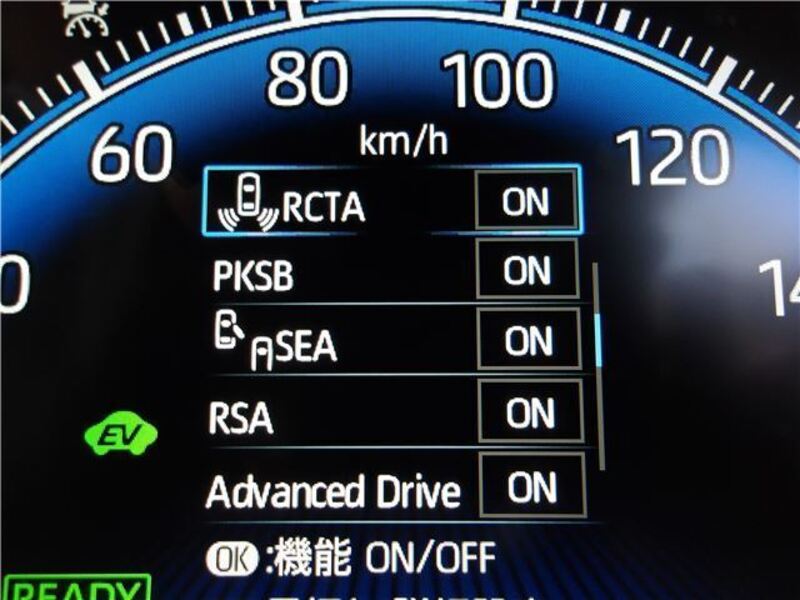 80 100
60 km/h 120
RCTA ON
PKSB ON
SEA ON
RSA ON
EV
Advanced Drive ON
OK :機能 ON/OFF
READY